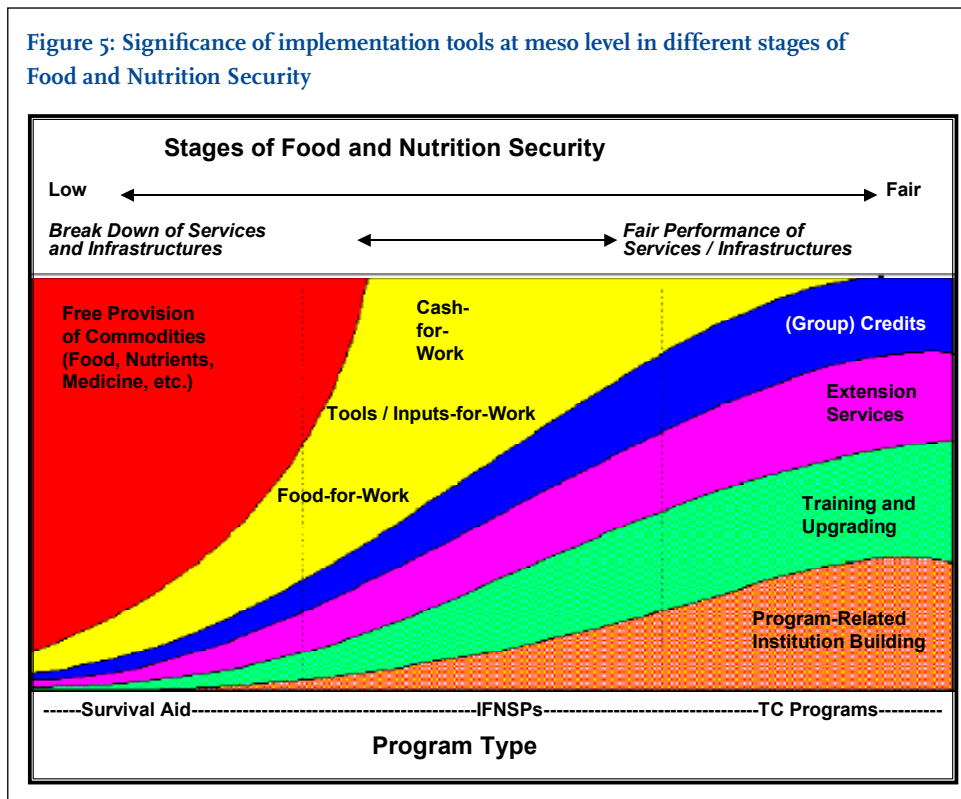 Figure 5: Significance of implementation tools at meso level in different stages of
Food and Nutrition Security
Stages of Food and Nutrition Security
Low
Fair
Break Down of Services
and Infrastructures
Fair Performance of
Services / Infrastructures
Free Provision
of Commodities
(Food, Nutrients,
Medicine, etc.)
Cash-
for-
Work
Tools / Inputs-for-Work
Food-for-Work
(Group) Credits
Extension
Services
Training and
Upgrading
Program-Related
Institution Building
------Survival Aid----------------------------------------IFNSPs-----------------------------TC Programs---------
Program Type